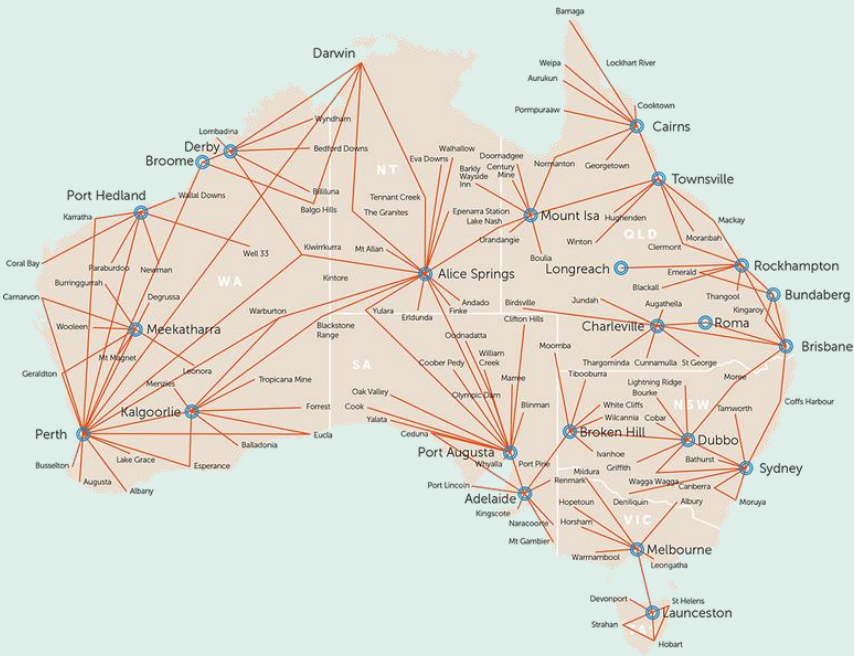 Bamaga
Darwin
Weipa
Lockhart River
Aurukun
Pormpuraaw
Cooktown
Cairns
Wyndham
Lombadina
Derby
Broome
Bedford Downs
Walhallow
Eva Downs
Doomadgee
Barkly
Wayside
Inn
Century
Mine
Normanton
Georgetown
NT
Townsville
Port Hedland
Wallal Downs
Billiluna
Balgo Hills
Tennant Creek
The Granites
Epenarra Station
Lake Nash
Mount Isa
Hughenden
Mackay
Karratha
Urandangie
Winton
QLD
Moranbah
Clermont
Kiwirrkurra
Mt Allan
Well 33
Boulia
Coral Bay
Paraburdoo
Newman
Kintore
Alice Springs
Longreach
Emerald
Rockhampton
Burringgurrah
WA
Blackall
Carnarvon
Degrussa
Thangool
Bundaberg
Warburton
Yulara
Erldunda
Finke
Andado
Birdsville
Jundah
Augathella
Kingaroy
Wooleen
Meekatharra
Blackstone
Range
Clifton Hills
Charleville
Roma
Oodnadatta
Moomba
Brisbane
Mt Magnet
SA
Coober Pedy
William
Creek
Thargominda
Cunnamulla
St George
Geraldton
Leonora
Menzies
Tropicana Mine
Marree
Tibooburra
Moree
Oak Valley
Olympic Dam
Lightning Ridge
Bourke
Kalgoorlie
Forrest
Cook
Blinman
White Cliffs
NSW
Tamworth
Coffs Harbour
Yalata
Wilcannia
Cobar
Perth
Eucla
Ceduna
Broken Hill
Dubbo
Balladonia
Port Augusta
Ivanhoe
Lake Grace
Whyalla
Port Pirie
Griffith
Bathurst
Busselton
Esperance
Mildura
Sydney
Augusta
Renmark
Wagga Wagga
Port Lincoln
Canberra
Albany
Adelaide
Hopetoun
Deniliquin
Albury
Moruya
Kingscote
Naracoorte
Horsham
VIC
Mt Gambier
Melbourne
Warrnambool
Leongatha
Devonport
St Helens
Launceston
Strahan
Hobart